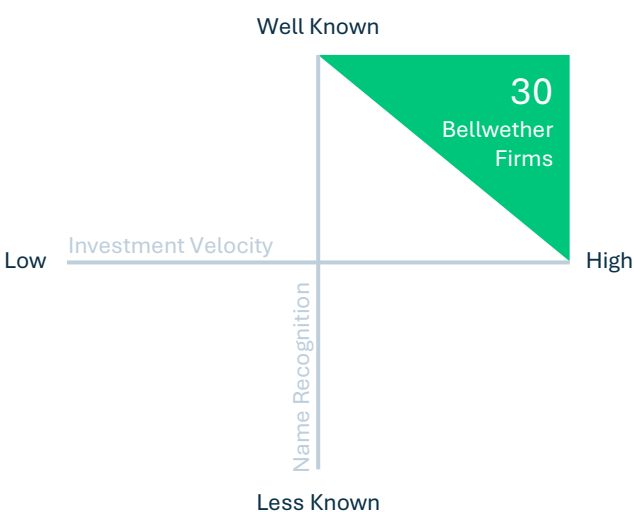 Well Known
30
Bellwether
Firms
Investment Velocity
Low
High
Name Recognition
Less Known